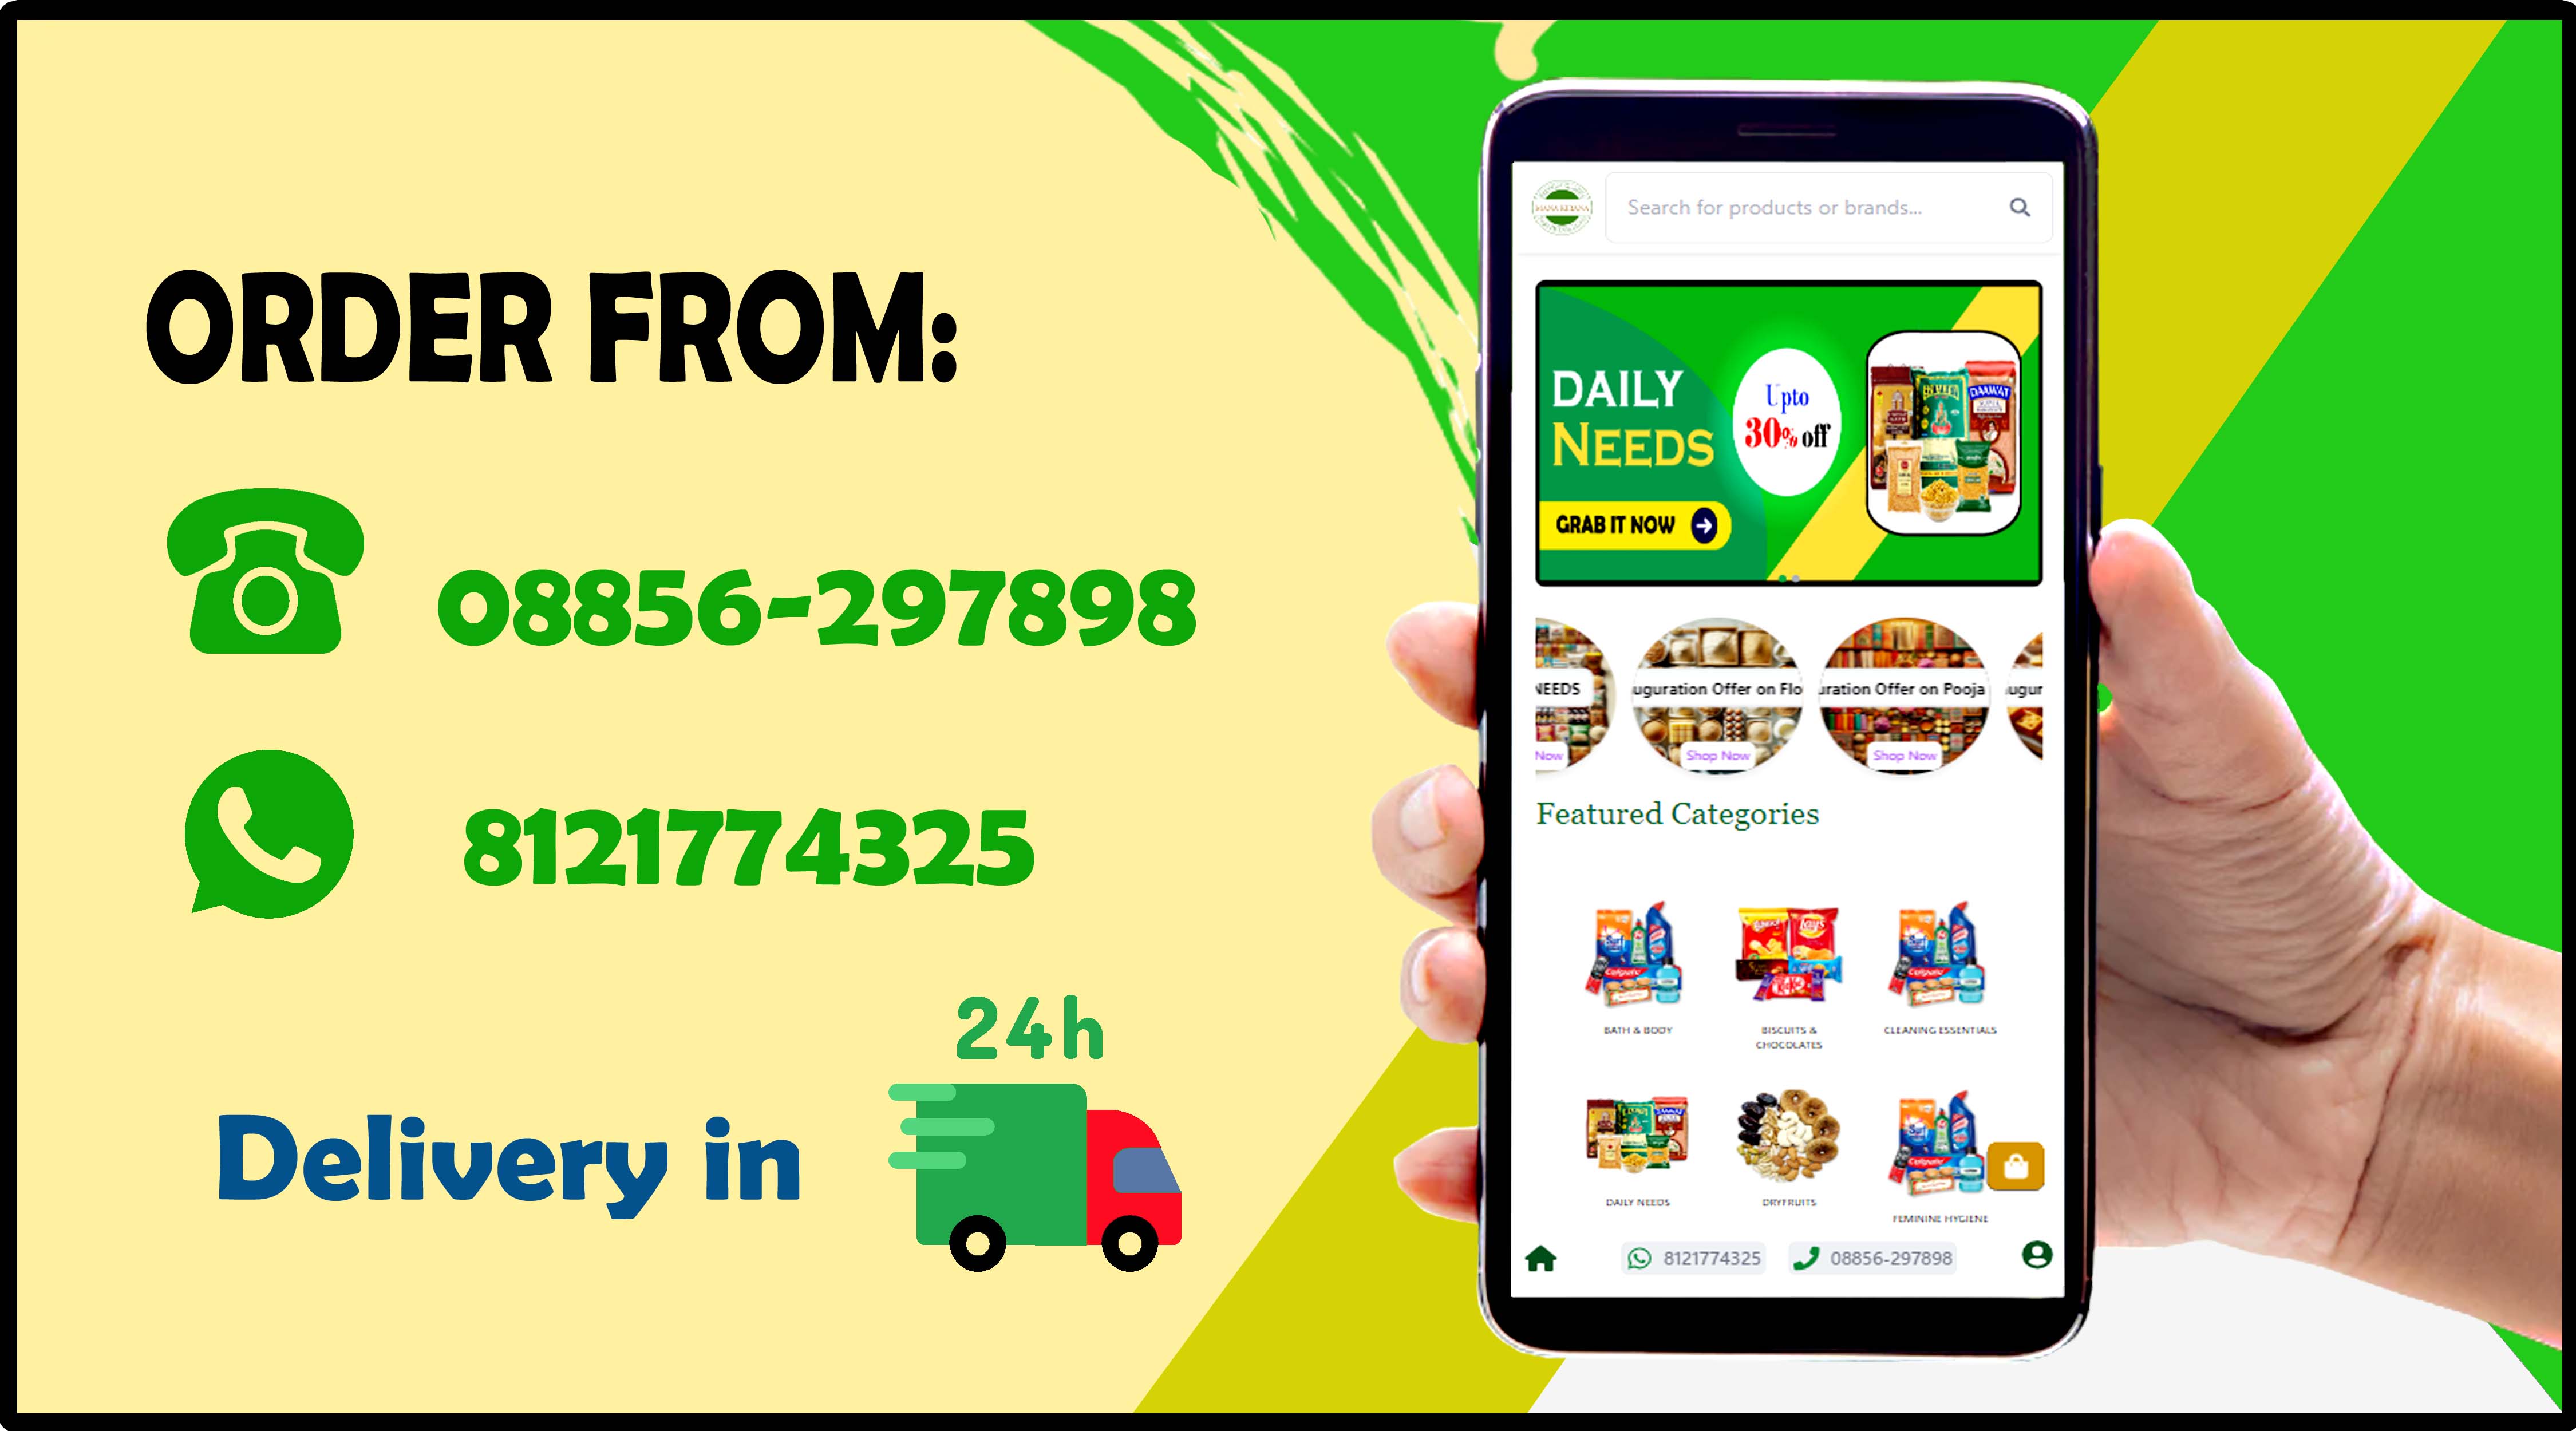 ORDER FROM:
08856-297898
8121774325
24h
Delivery in
Search for products or brands...
DAILY
NEEDS
Upto
30% off
GRAB IT NOW
NEEDS
uguration Offer on Flo
uration Offer on Pooja
ugur
Now
Shop Now
Shop Now
Featured Categories
BATH & BODY
BISCUITS &
CHOCOLATES
CLEANING ESSENTIALS
DAILY NEEDS
DRYFRUITS
FEMININE HYGIENE
8121774325
08856-297898